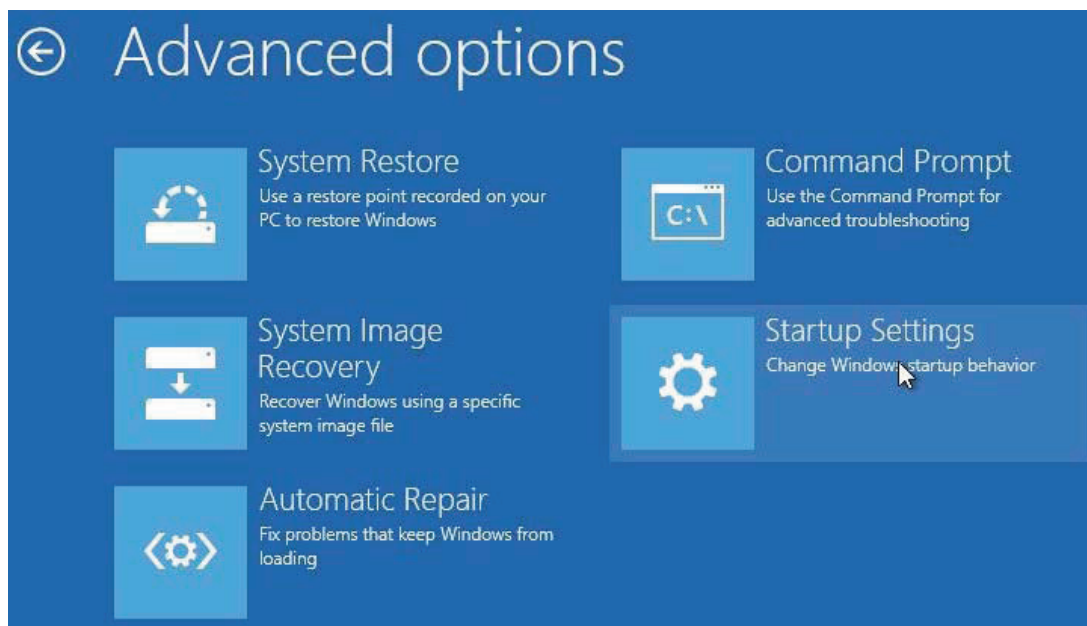 Advanced options
System Restore
Use a restore point recorded on your
PC to restore Windows
System Image
Recovery
Recover Windows using a specific
system image file
Automatic Repair
Fix problems that keep Windows from
loading
Command Prompt
C:\
Use the Command Prompt for
advanced troubleshooting
Startup Settings
Change Windows startup behavior